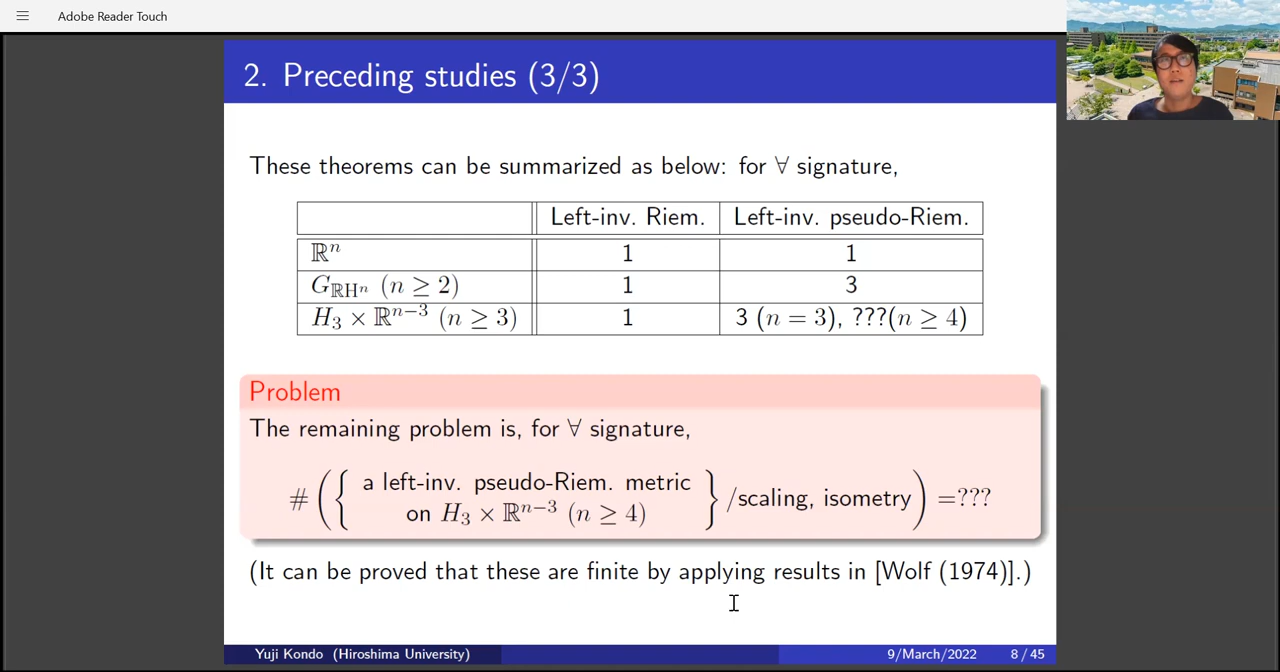 Adobe Reader Touch
2. Preceding studies (3/3)
These theorems can be summarized as below: for ∀ signature,
Left-inv. Riem. Left-inv. pseudo-Riem.
ℝⁿ 1 1
G_{ℝHⁿ} (n ≥ 2) 1 3
H₃ × ℝⁿ⁻³ (n ≥ 3) 1 3 (n = 3), ???(n ≥ 4)
Problem
The remaining problem is, for ∀ signature,
#({ a left-inv. pseudo-Riem. metric
on H₃ × ℝⁿ⁻³ (n ≥ 4) }/scaling, isometry) =???
(It can be proved that these are finite by applying results in [Wolf (1974)].)
Yuji Kondo (Hiroshima University) 9/March/2022 8 / 45